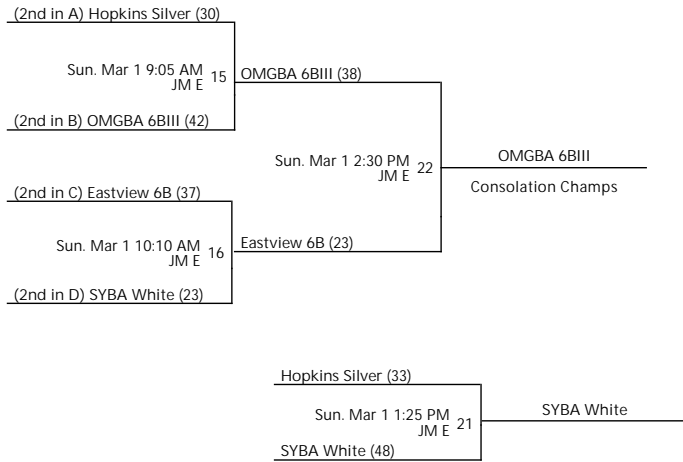 (2nd in A) Hopkins Silver (30)
Sun. Mar 1 9:05 AM
JM E
15
OMGBA 6BIII (38)
(2nd in B) OMGBA 6BIII (42)
Sun. Mar 1 2:30 PM
JM E
22
OMGBA 6BIII
Consolation Champs
(2nd in C) Eastview 6B (37)
Sun. Mar 1 10:10 AM
JM E
16
Eastview 6B (23)
(2nd in D) SYBA White (23)
Hopkins Silver (33)
Sun. Mar 1 1:25 PM
JM E
21
SYBA White
SYBA White (48)